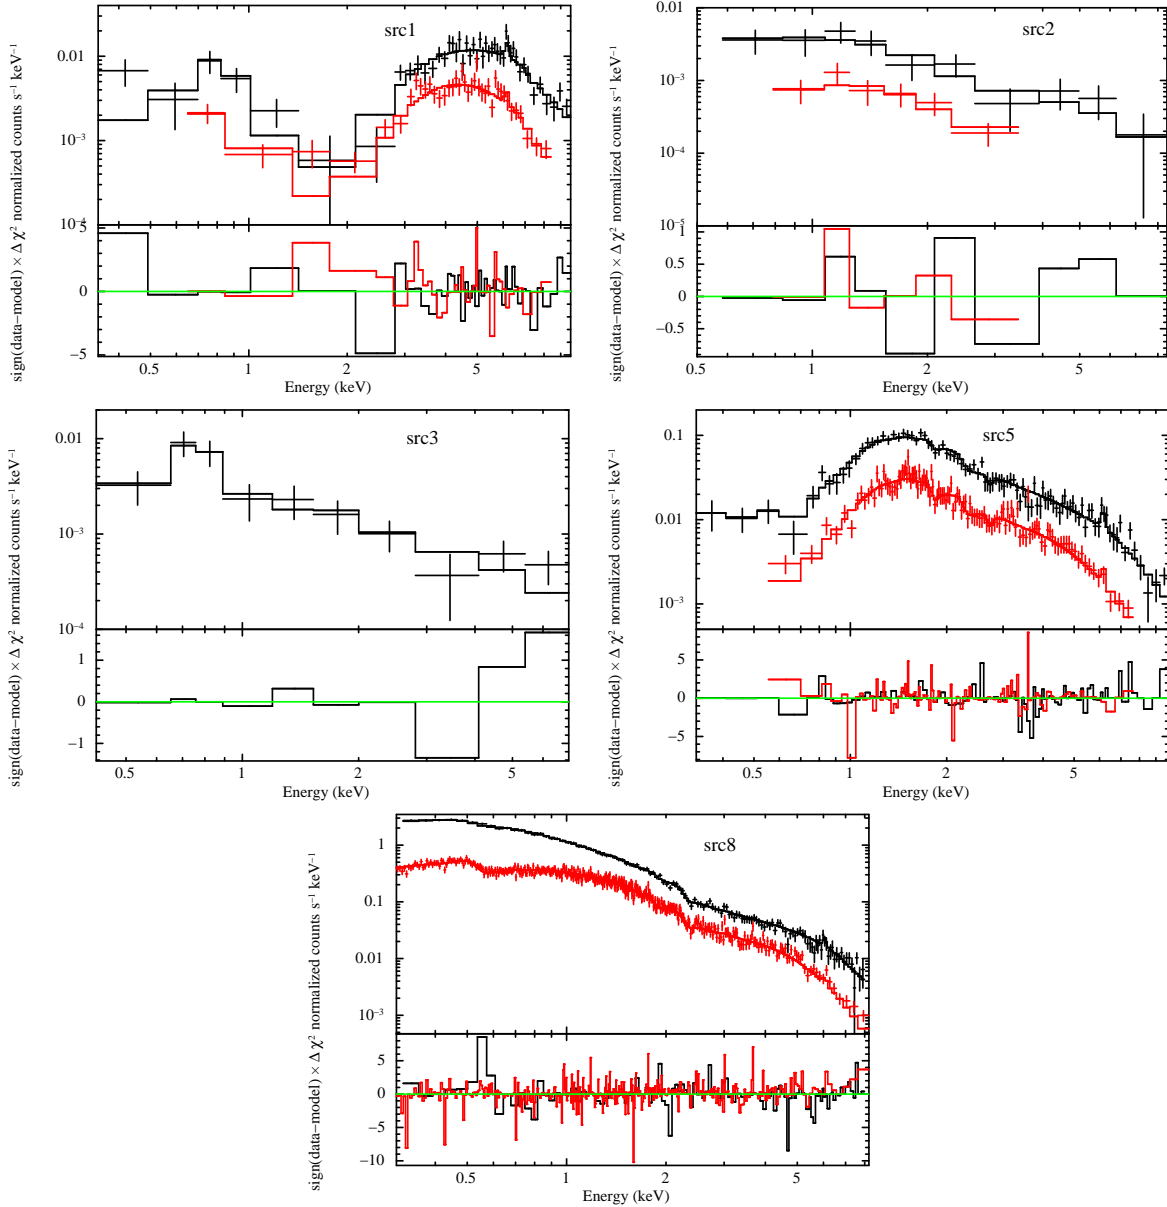 src1
0.01
10⁻³
10⁻⁴
5
0
−5
0.5 1 2 5
Energy (keV)
sign(data−model) × Δ χ² normalized counts s⁻¹ keV⁻¹
src2
0.01
10⁻³
10⁻⁴
10⁻⁵
1
0.5
0
−0.5
0.5 1 2 5
Energy (keV)
sign(data−model) × Δ χ² normalized counts s⁻¹ keV⁻¹
src3
0.01
10⁻³
10⁻⁴
1
0
−1
0.5 1 2 5
Energy (keV)
sign(data−model) × Δ χ² normalized counts s⁻¹ keV⁻¹
src5
0.1
0.01
10⁻³
5
0
−5
0.5 1 2 5
Energy (keV)
sign(data−model) × Δ χ² normalized counts s⁻¹ keV⁻¹
src8
1
0.1
0.01
10⁻³
5
0
−5
−10
0.5 1 2 5
Energy (keV)
sign(data−model) × Δ χ² normalized counts s⁻¹ keV⁻¹